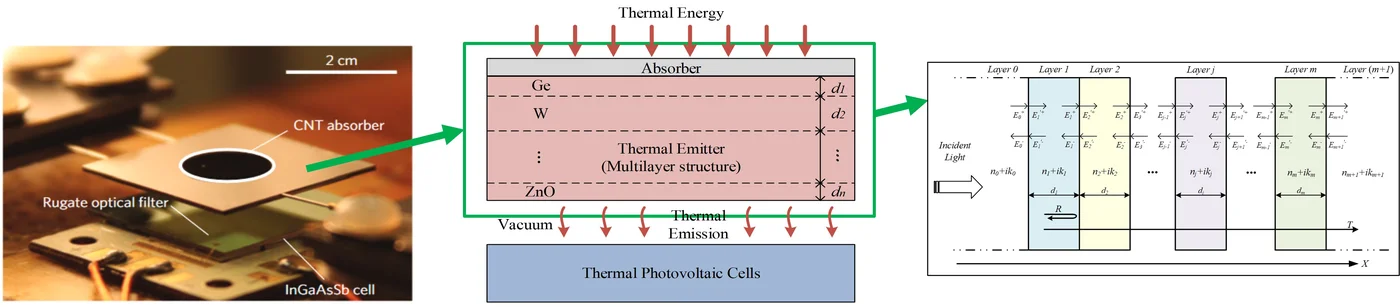 2 cm
CNT absorber
Rugate optical filter
InGaAsSb cell
Thermal Energy
Absorber
Ge
d1
W
d2
⋮
Thermal Emitter
(Multilayer structure)
⋮
ZnO
dn
Vacuum
Thermal
Emission
Thermal Photovoltaic Cells
Layer 0 Layer 1 Layer 2 Layer j Layer m Layer (m+1)
Incident
Light
n0+ik0 n1+ik1 n2+ik2 ... nj+ikj ... nm+ikm nm+1+ikm+1
d1 d2 dj dm
R
T
X